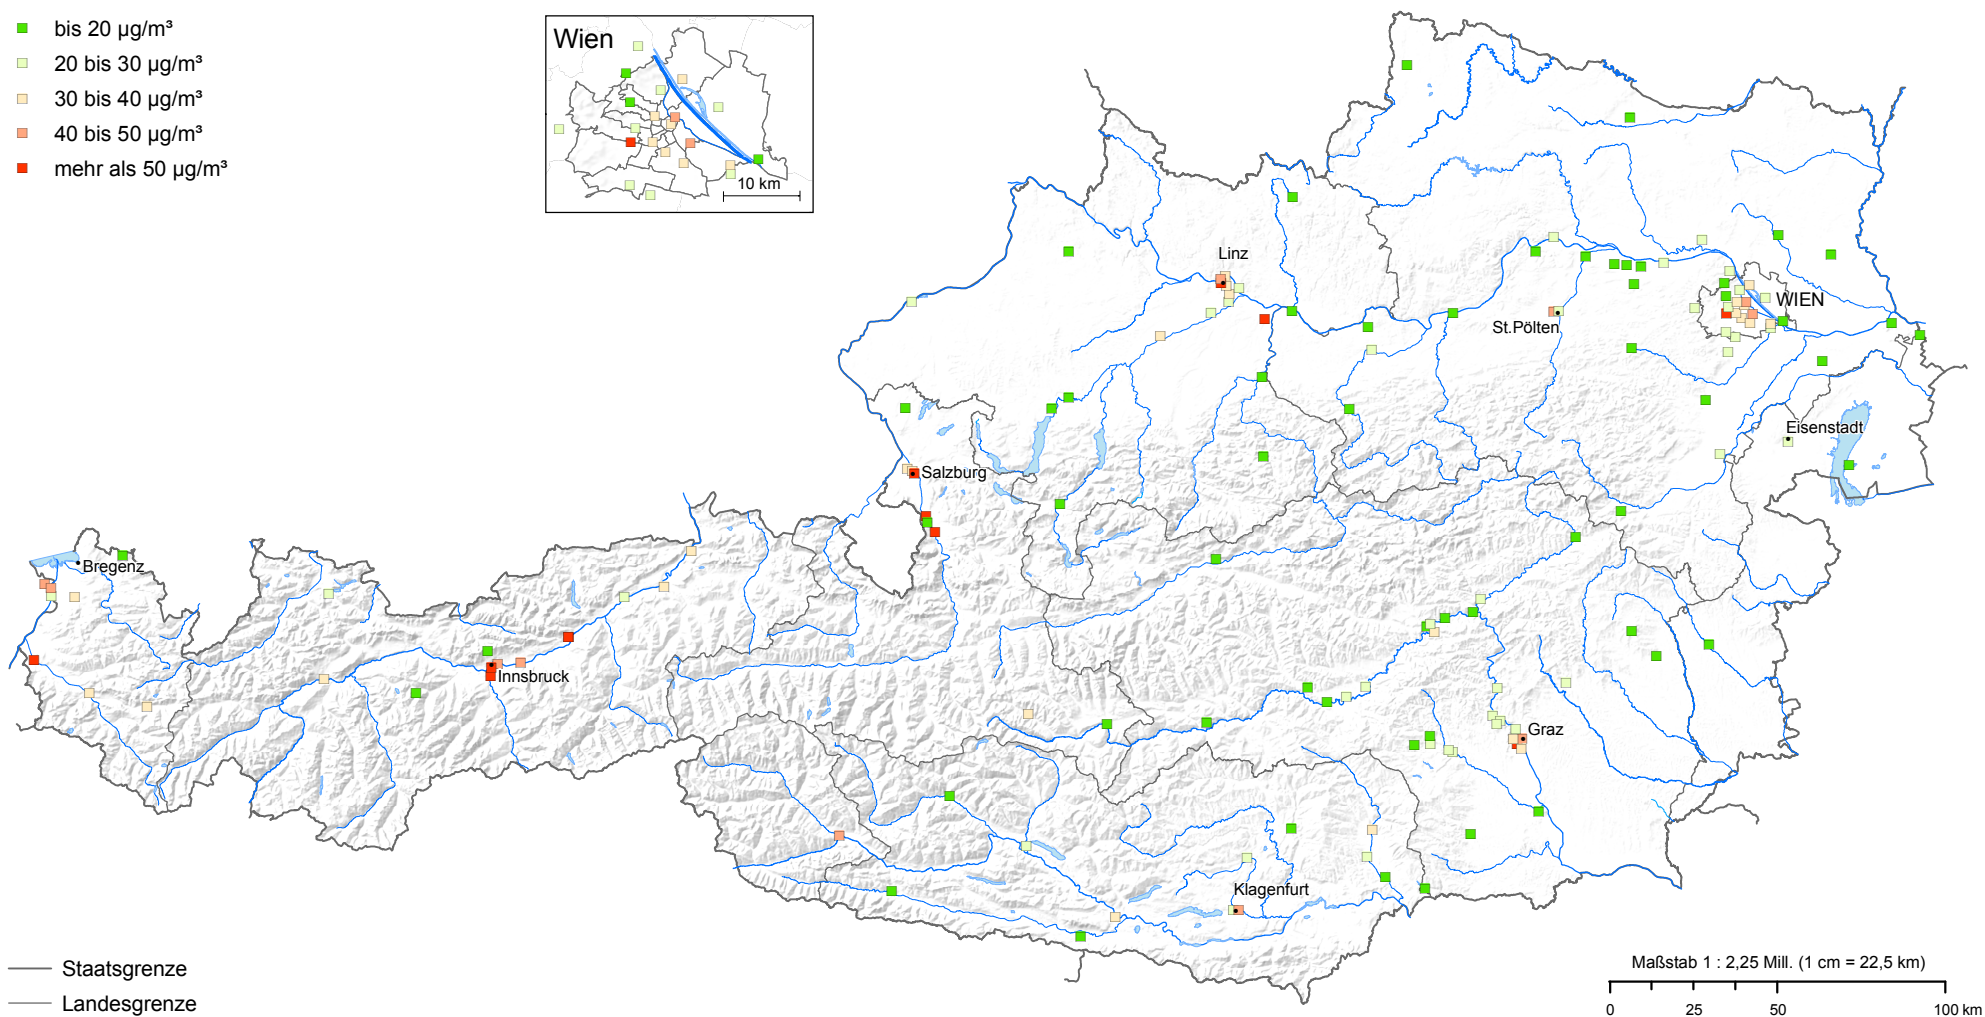 bis 20 µg/m³
20 bis 30 µg/m³
30 bis 40 µg/m³
40 bis 50 µg/m³
mehr als 50 µg/m³
Wien
10 km
Linz
WIEN
St.Pölten
Eisenstadt
Salzburg
Bregenz
Innsbruck
Graz
Klagenfurt
Staatsgrenze
Landesgrenze
Maßstab 1 : 2,25 Mill. (1 cm = 22,5 km)
0 25 50 100 km